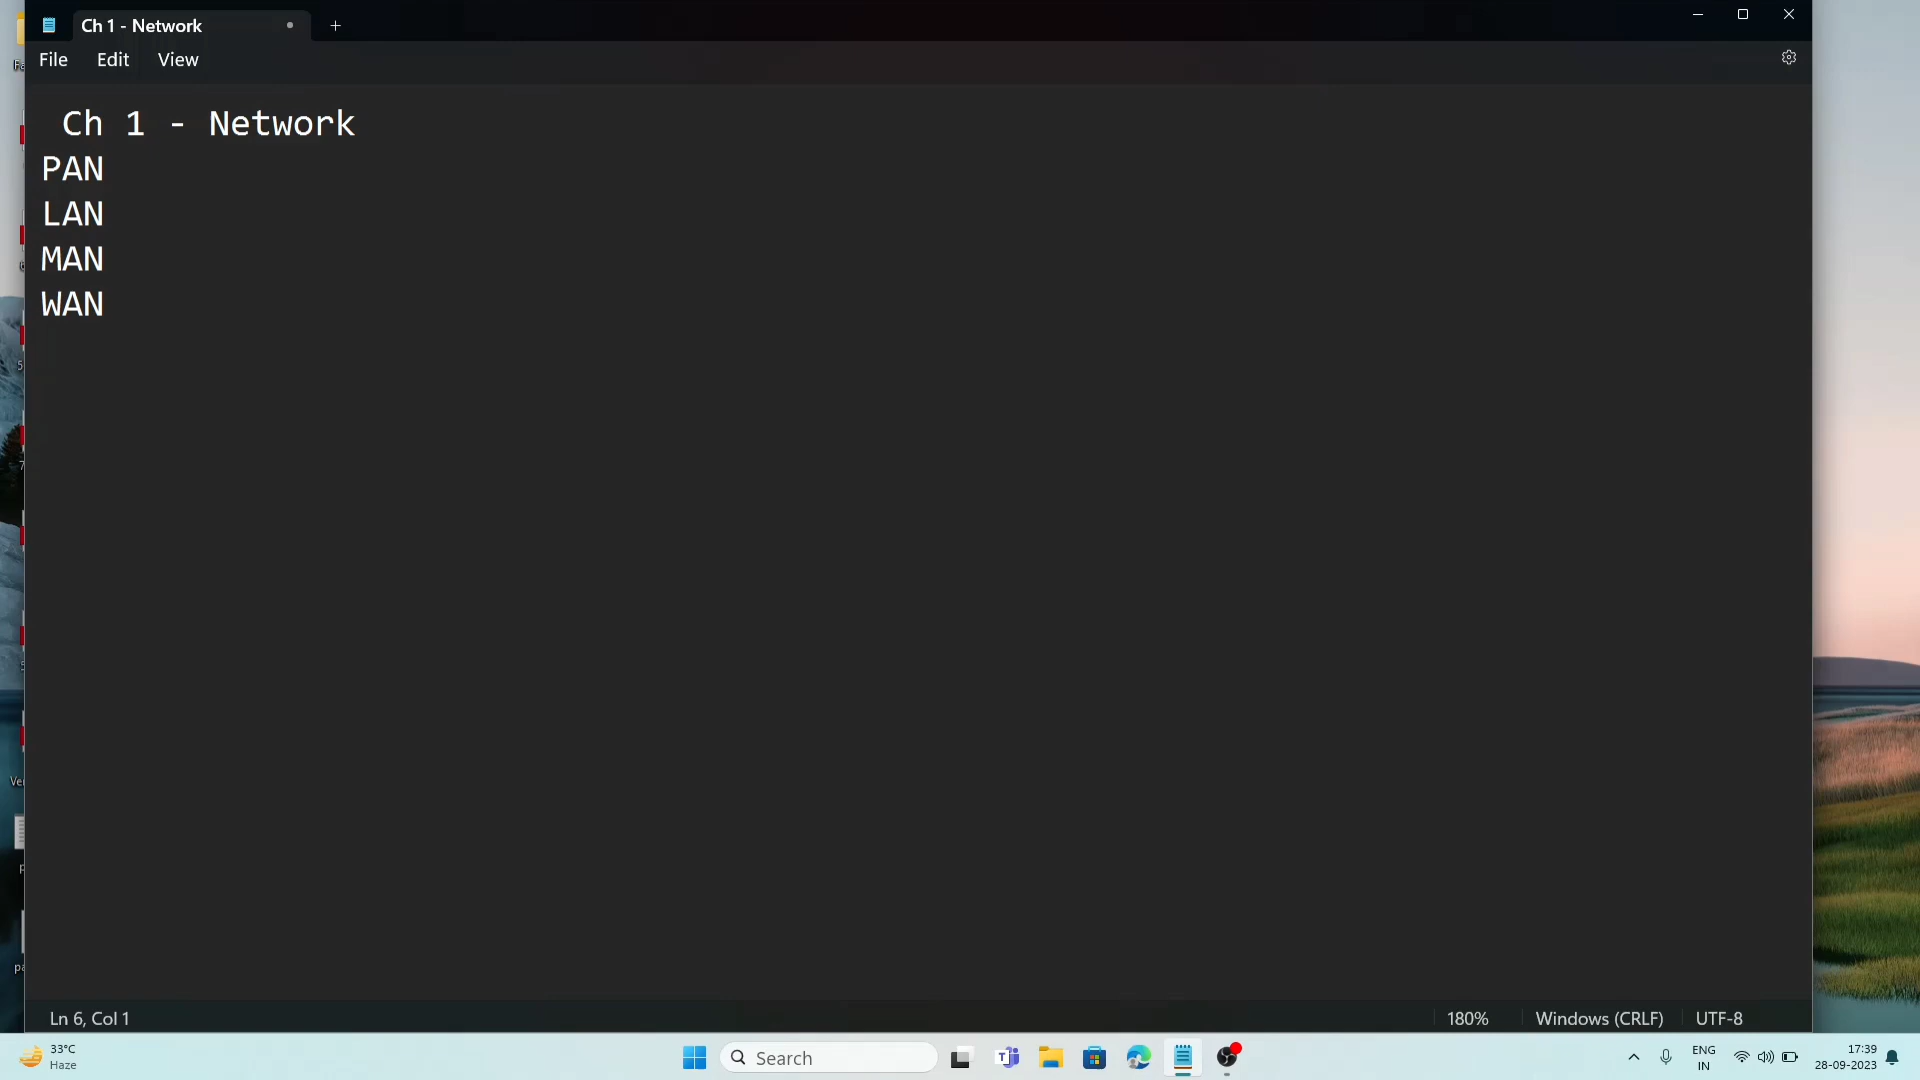 Ch 1 - Network
File Edit View
Ch 1 - Network
PAN
LAN
MAN
WAN
Ln 6, Col 1
180%
Windows (CRLF)
UTF-8
33°C
Haze
Search
ENG
IN
17:39
28-09-2023